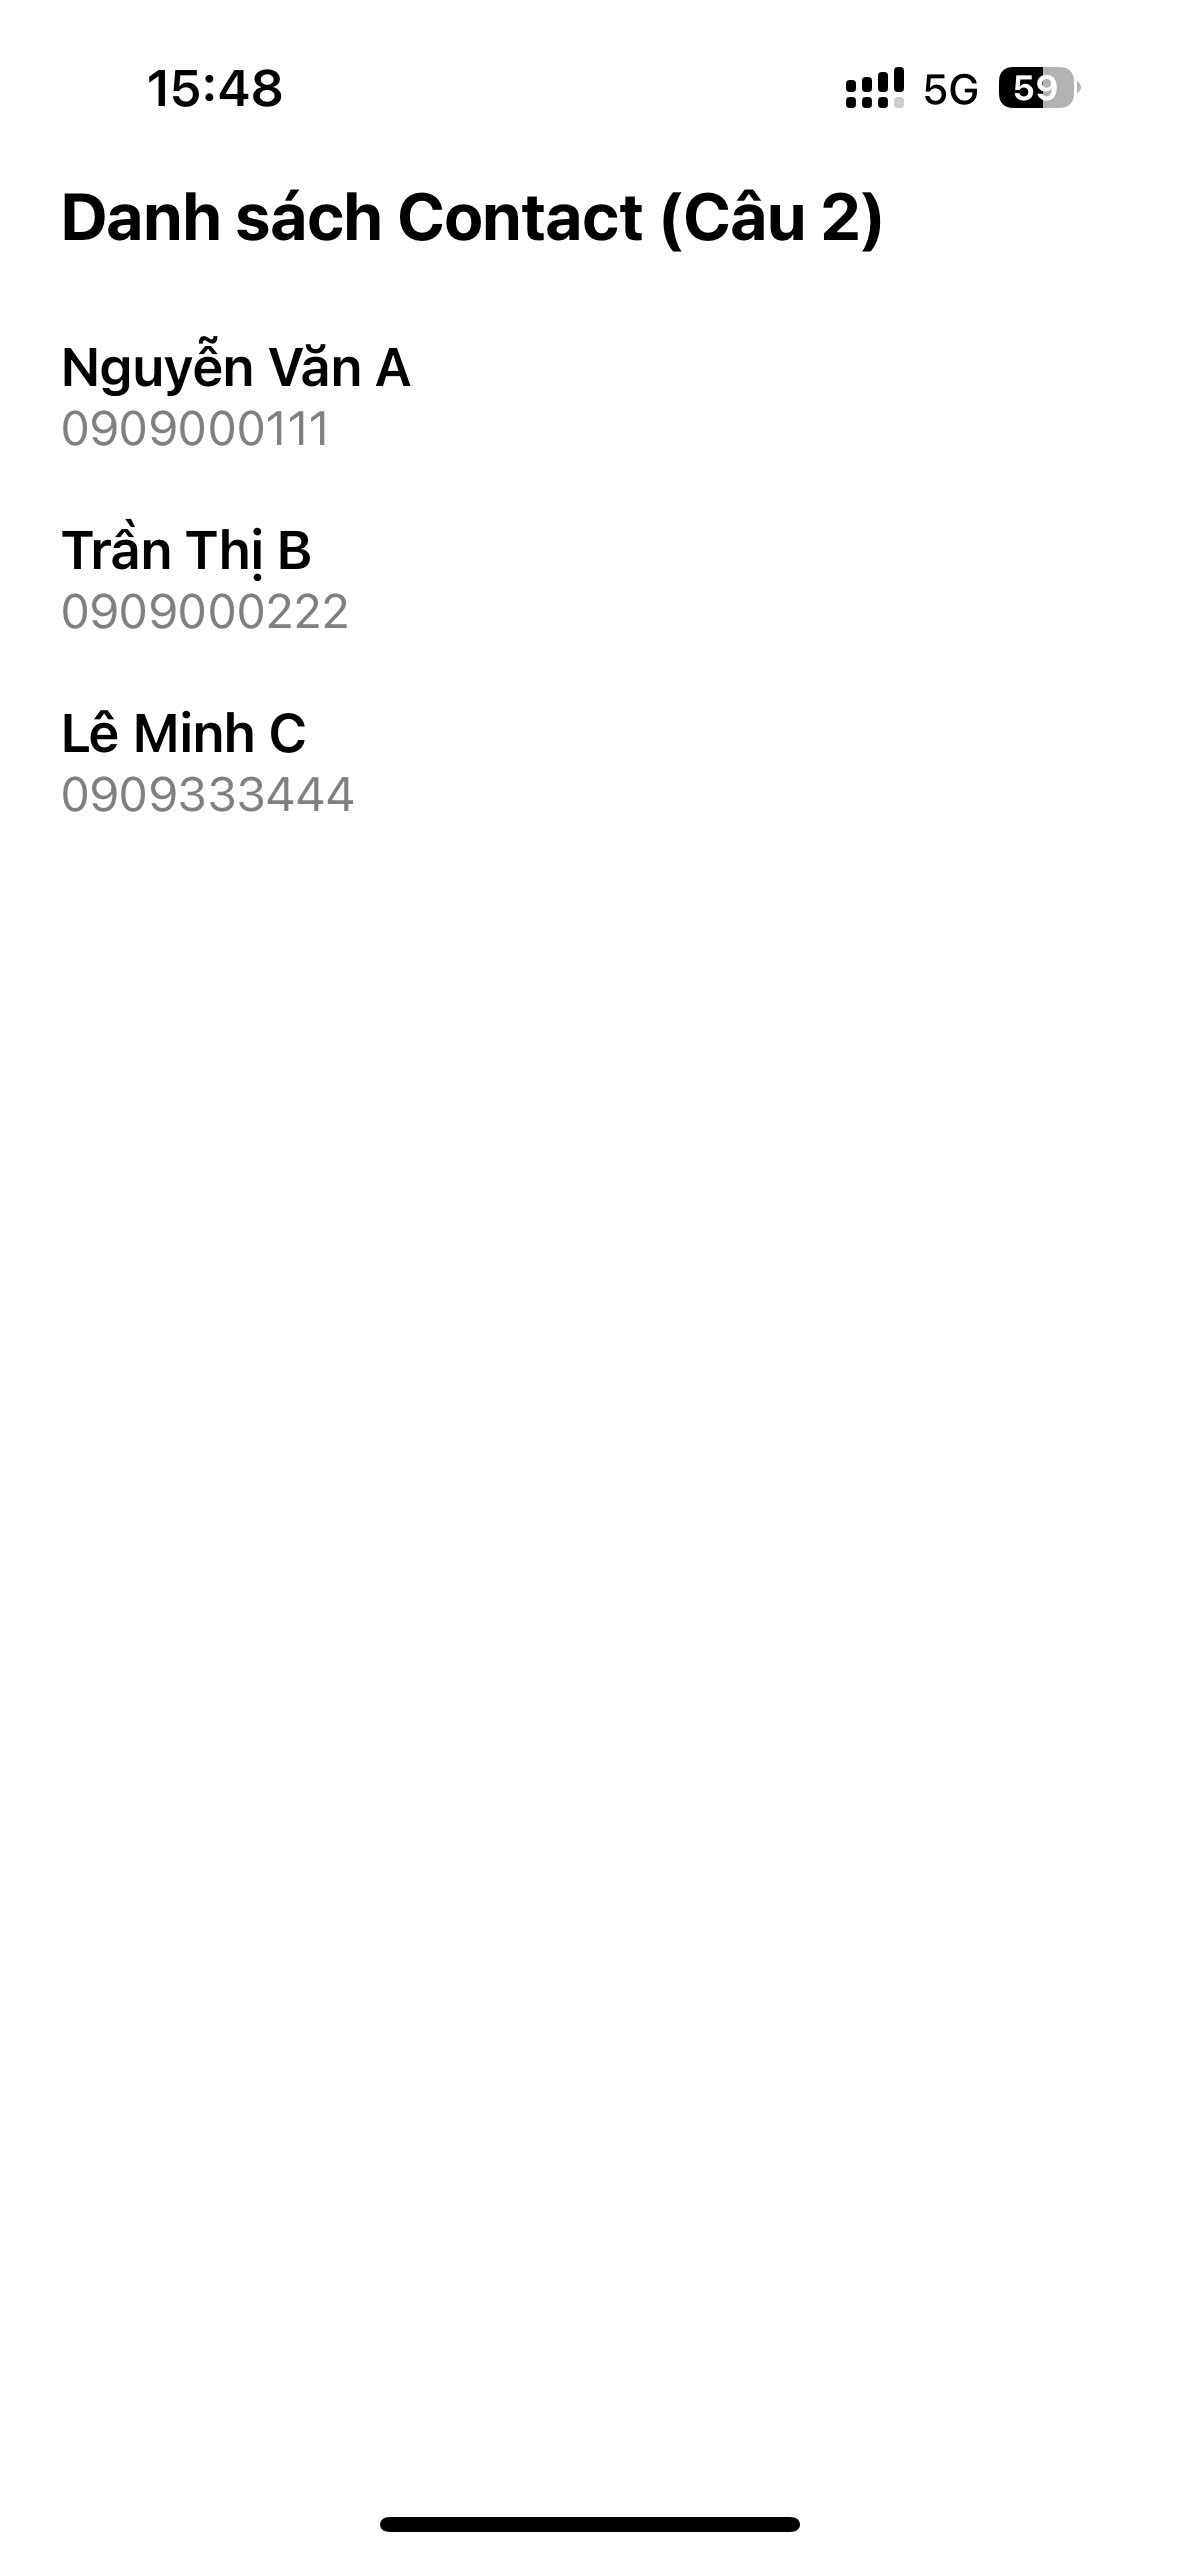 15:48
5G
59
Danh sách Contact (Câu 2)
Nguyễn Văn A
0909000111
Trần Thị B
0909000222
Lê Minh C
0909333444